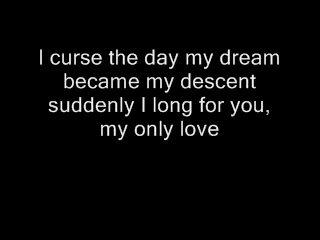 I curse the day my dream
became my descent
suddenly I long for you,
my only love